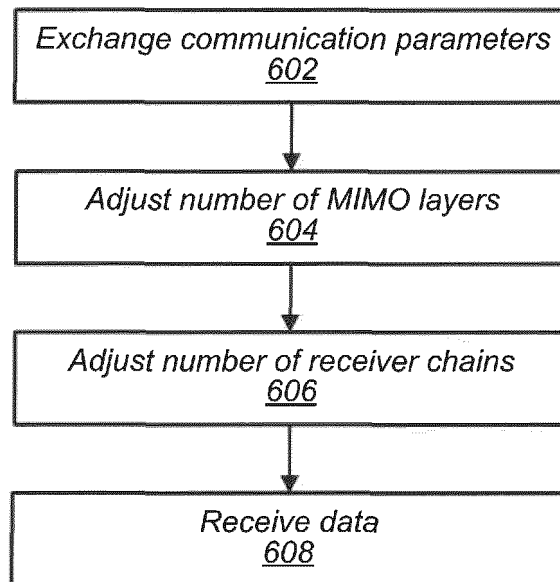 Exchange communication parameters
602
Adjust number of MIMO layers
604
Adjust number of receiver chains
606
Receive data
608